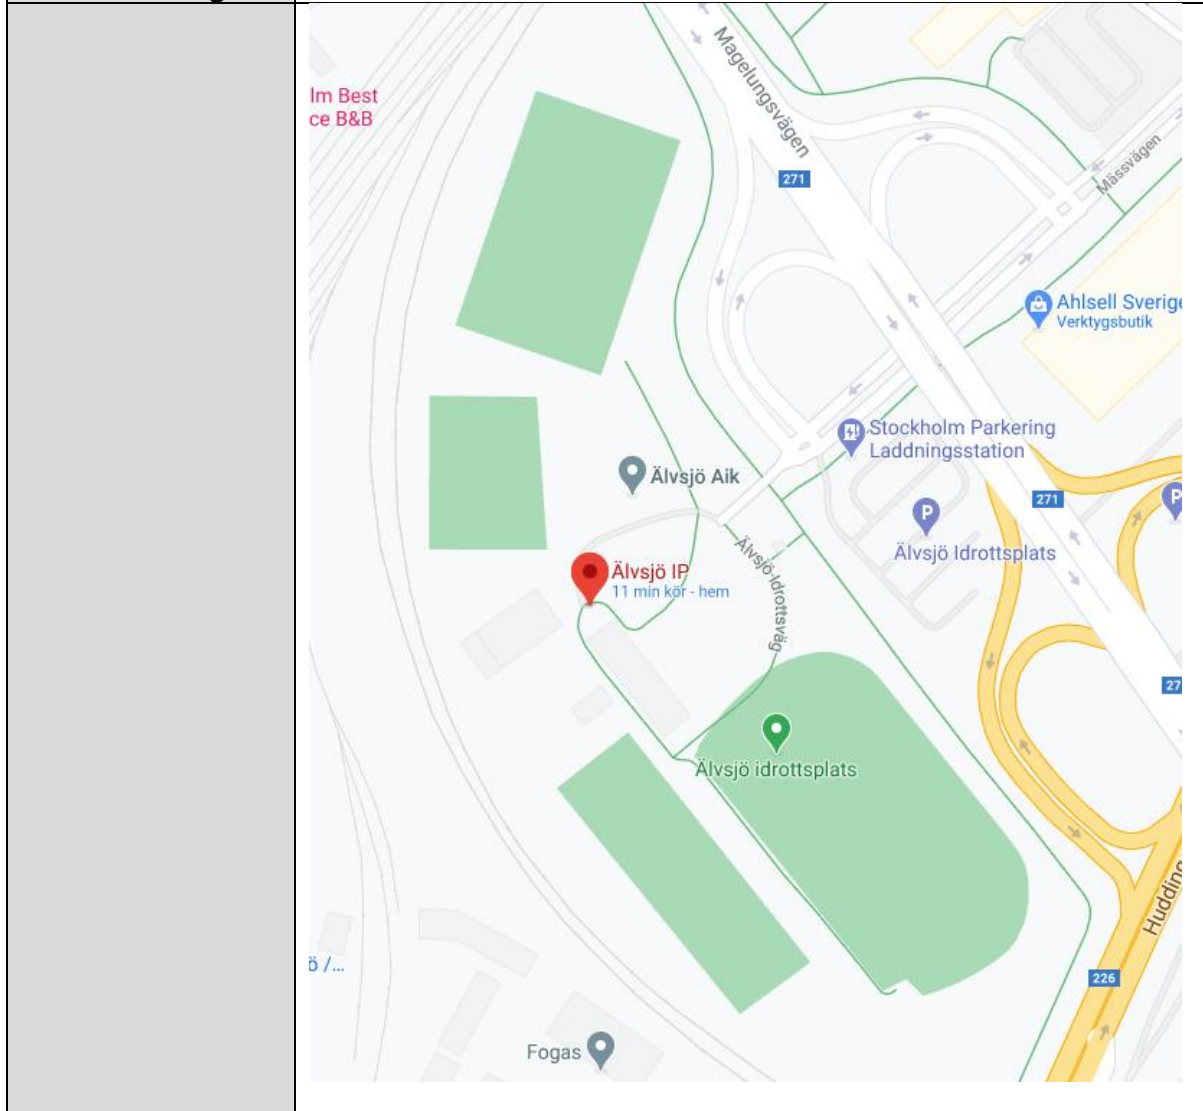 Magelungsvägen
lm Best
ce B&B
271
Mässvägen
Ahlsell Sverige
Verktygsbutik
Stockholm Parkering
Laddningsstation
Älvsjö Aik
271
P
P
Älvsjö Idrottsplats
Älvsjö Idrottsväg
Älvsjö IP
11 min kör - hem
27
Älvsjö idrottsplats
Hudding
ö /...
226
Fogas